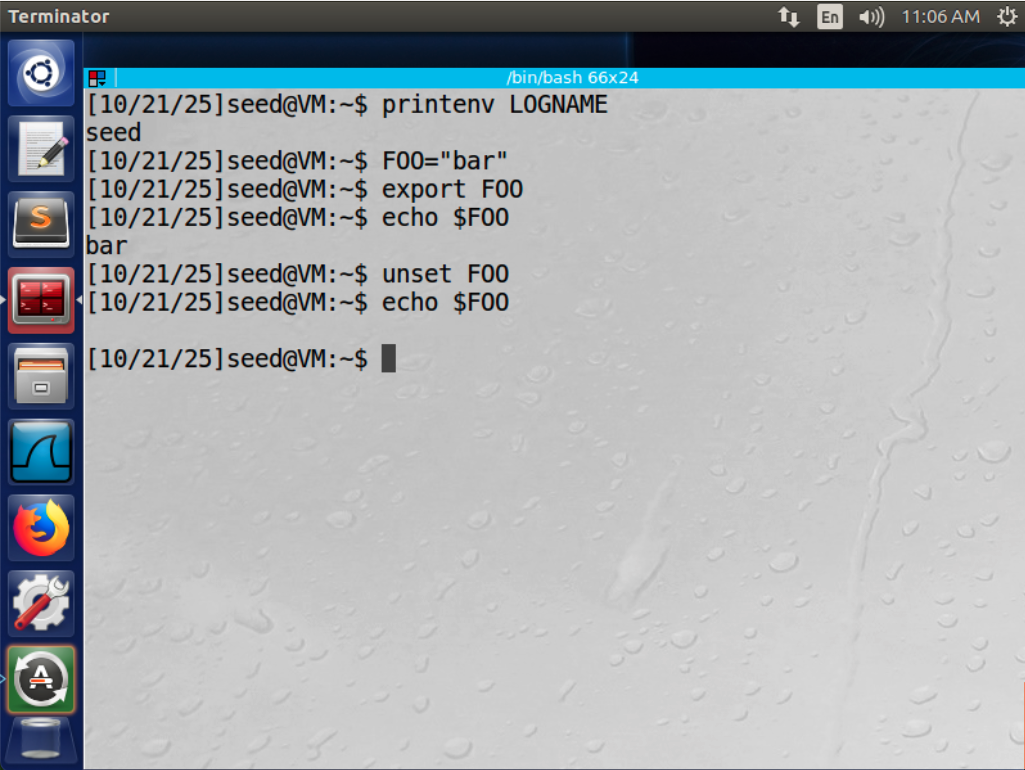 Terminator
En
11:06 AM
/bin/bash 66x24
[10/21/25]seed@VM:~$ printenv LOGNAME
seed
[10/21/25]seed@VM:~$ FOO="bar"
[10/21/25]seed@VM:~$ export FOO
[10/21/25]seed@VM:~$ echo $FOO
bar
[10/21/25]seed@VM:~$ unset FOO
[10/21/25]seed@VM:~$ echo $FOO
[10/21/25]seed@VM:~$